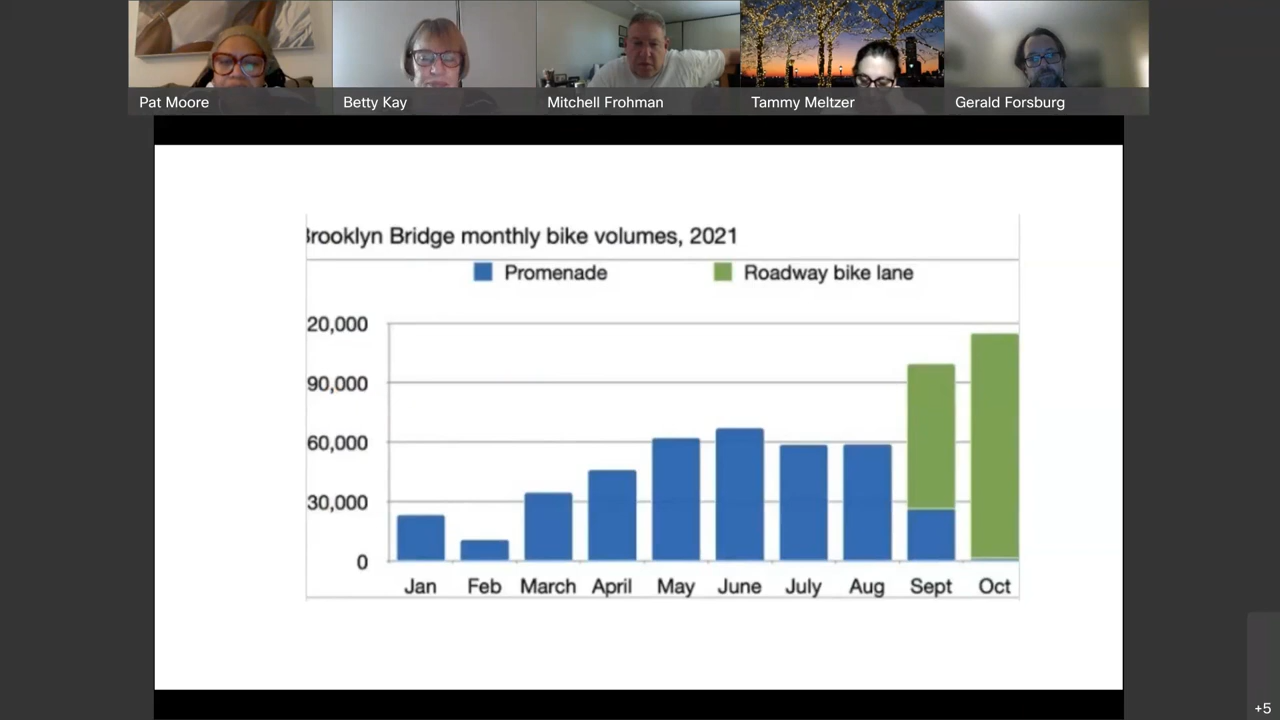 Pat Moore
Betty Kay
Mitchell Frohman
Tammy Meltzer
Gerald Forsburg
Brooklyn Bridge monthly bike volumes, 2021
Promenade
Roadway bike lane
20,000
90,000
60,000
30,000
0
Jan Feb March April May June July Aug Sept Oct
+5